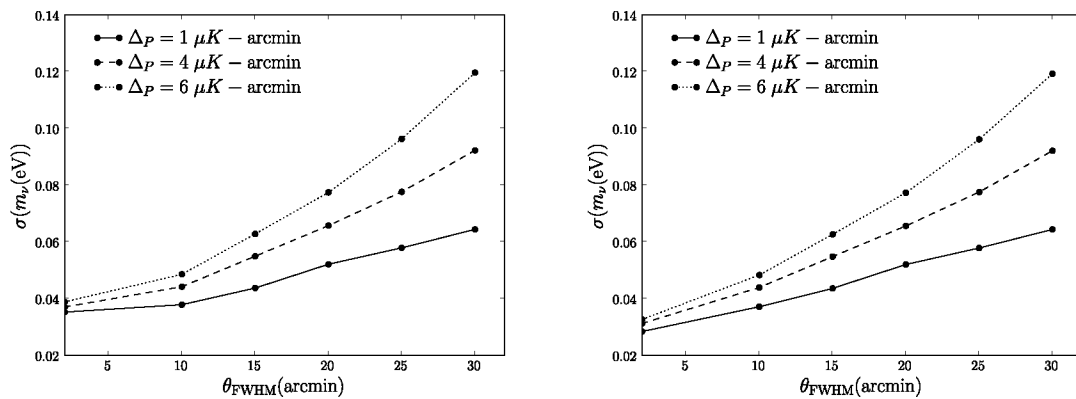 0.14
0.12
0.10
0.08
0.06
0.04
0.02
σ(m_ν(eV))
Δ_P = 1 μK − arcmin
Δ_P = 4 μK − arcmin
Δ_P = 6 μK − arcmin
5 10 15 20 25 30
θ_FWHM(arcmin)
0.14
0.12
0.10
0.08
0.06
0.04
0.02
σ(m_ν(eV))
Δ_P = 1 μK − arcmin
Δ_P = 4 μK − arcmin
Δ_P = 6 μK − arcmin
5 10 15 20 25 30
θ_FWHM(arcmin)